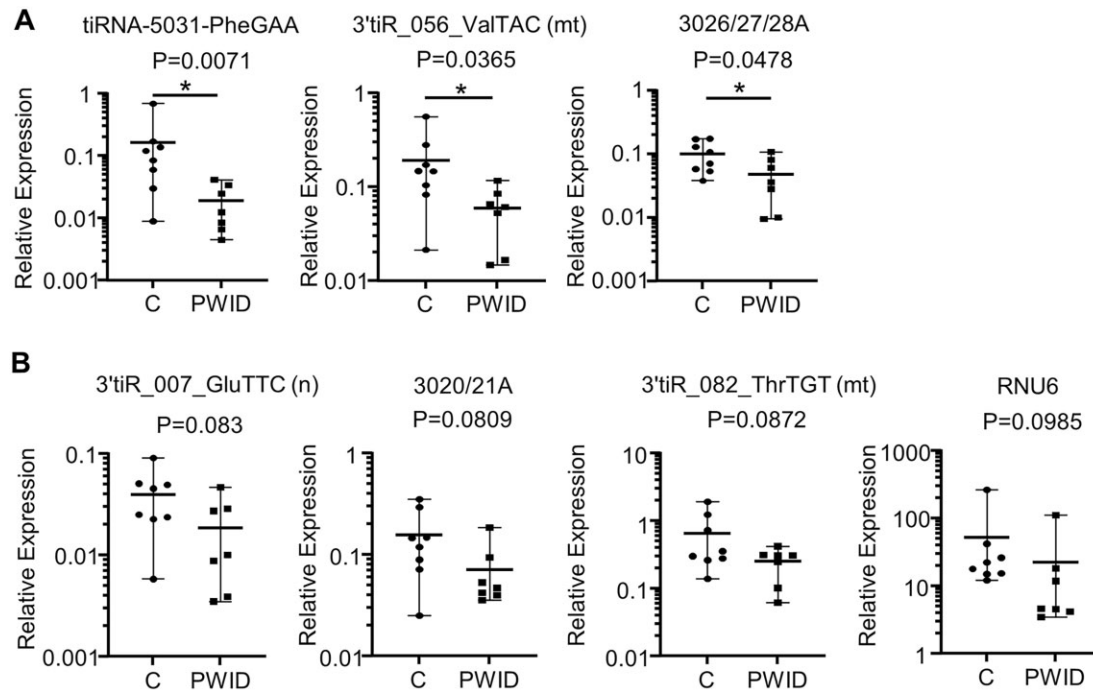 A
tiRNA-5031-PheGAA
P=0.0071
*
Relative Expression
1
0.1
0.01
0.001
C PWID
3'tiR_056_ValTAC (mt)
P=0.0365
*
Relative Expression
1
0.1
0.01
C PWID
3026/27/28A
P=0.0478
*
Relative Expression
1
0.1
0.01
0.001
C PWID
B
3'tiR_007_GluTTC (n)
P=0.083
Relative Expression
0.1
0.01
0.001
C PWID
3020/21A
P=0.0809
Relative Expression
1
0.1
0.01
C PWID
3'tiR_082_ThrTGT (mt)
P=0.0872
Relative Expression
10
1
0.1
0.01
C PWID
RNU6
P=0.0985
Relative Expression
1000
100
10
1
C PWID